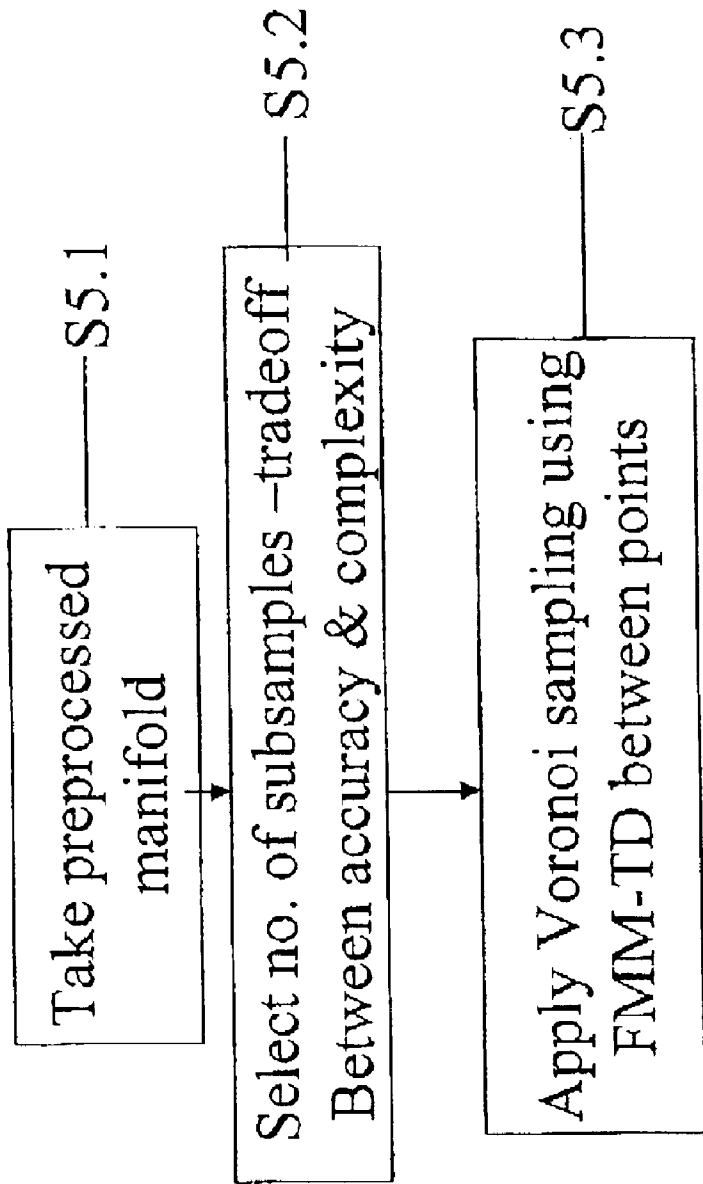 Take preprocessed
manifold
S5.1
Select no. of subsamples –tradeoff
Between accuracy & complexity
S5.2
Apply Voronoi sampling using
FMM-TD between points
S5.3